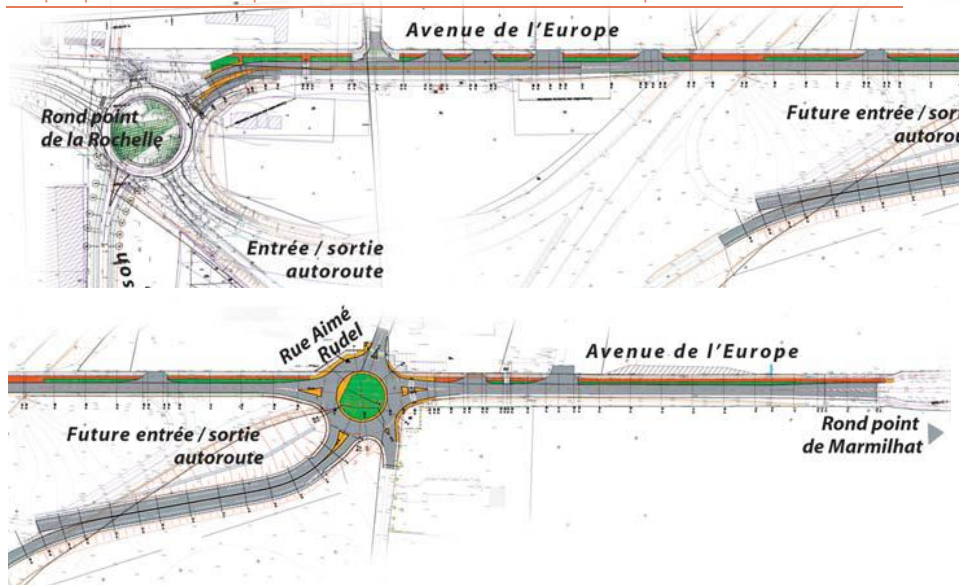 Avenue de l'Europe
Rond point
de la Rochelle
Future entrée / sor
autorou
Entrée / sortie
autoroute
Rue Aimé
Rudel
Avenue de l'Europe
Future entrée / sortie
autoroute
Rond point
de Marmilhat